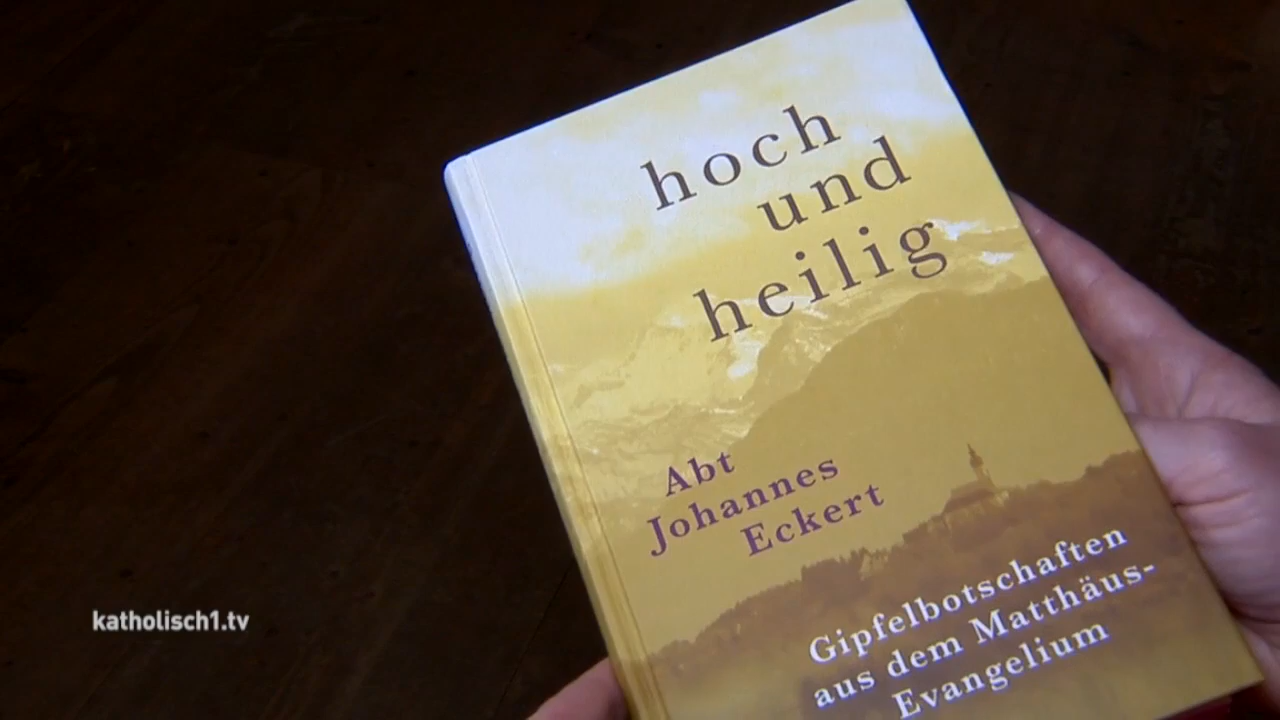 hoch
und
heilig
Abt
Johannes
Eckert
Gipfelbotschaften
aus dem Matthäus-
Evangelium
katholisch1.tv